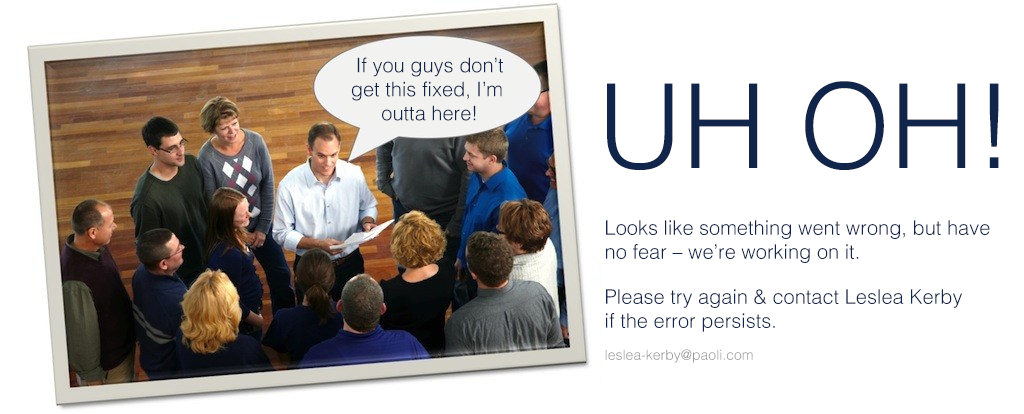 If you guys don't
get this fixed, I'm
outta here!
UH OH!
Looks like something went wrong, but have
no fear – we're working on it.
Please try again & contact Leslea Kerby
if the error persists.
leslea-kerby@paoli.com